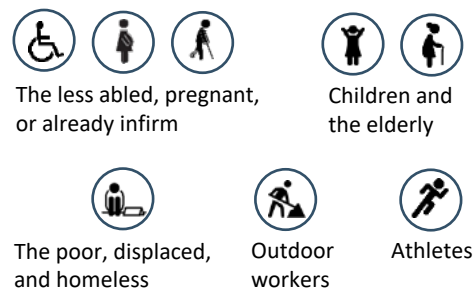 The less abled, pregnant,
or already infirm
Children and
the elderly
The poor, displaced,
and homeless
Outdoor
workers
Athletes